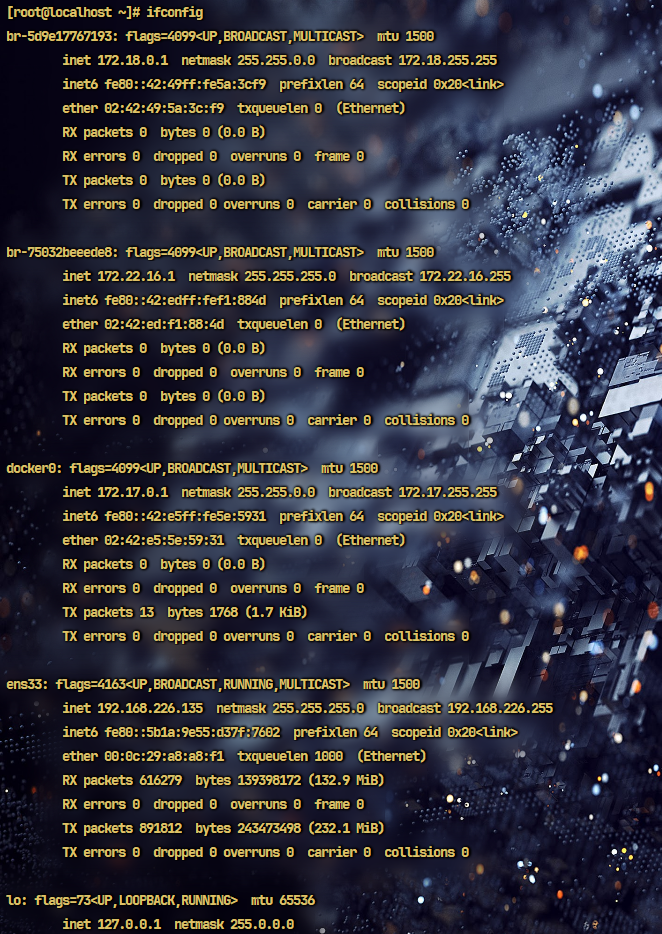 [root@localhost ~]# ifconfig
br-5d9e17767193: flags=4099<UP,BROADCAST,MULTICAST>  mtu 1500
        inet 172.18.0.1  netmask 255.255.0.0  broadcast 172.18.255.255
        inet6 fe80::42:49ff:fe5a:3cf9  prefixlen 64  scopeid 0x20<link>
        ether 02:42:49:5a:3c:f9  txqueuelen 0  (Ethernet)
        RX packets 0  bytes 0 (0.0 B)
        RX errors 0  dropped 0  overruns 0  frame 0
        TX packets 0  bytes 0 (0.0 B)
        TX errors 0  dropped 0 overruns 0  carrier 0  collisions 0

br-75032beeede8: flags=4099<UP,BROADCAST,MULTICAST>  mtu 1500
        inet 172.22.16.1  netmask 255.255.255.0  broadcast 172.22.16.255
        inet6 fe80::42:edff:fef1:884d  prefixlen 64  scopeid 0x20<link>
        ether 02:42:ed:f1:88:4d  txqueuelen 0  (Ethernet)
        RX packets 0  bytes 0 (0.0 B)
        RX errors 0  dropped 0  overruns 0  frame 0
        TX packets 0  bytes 0 (0.0 B)
        TX errors 0  dropped 0 overruns 0  carrier 0  collisions 0

docker0: flags=4099<UP,BROADCAST,MULTICAST>  mtu 1500
        inet 172.17.0.1  netmask 255.255.0.0  broadcast 172.17.255.255
        inet6 fe80::42:e5ff:fe5e:5931  prefixlen 64  scopeid 0x20<link>
        ether 02:42:e5:5e:59:31  txqueuelen 0  (Ethernet)
        RX packets 0  bytes 0 (0.0 B)
        RX errors 0  dropped 0  overruns 0  frame 0
        TX packets 13  bytes 1768 (1.7 KiB)
        TX errors 0  dropped 0 overruns 0  carrier 0  collisions 0

ens33: flags=4163<UP,BROADCAST,RUNNING,MULTICAST>  mtu 1500
        inet 192.168.226.135  netmask 255.255.255.0  broadcast 192.168.226.255
        inet6 fe80::5b1a:9e55:d37f:7602  prefixlen 64  scopeid 0x20<link>
        ether 00:0c:29:a8:a8:f1  txqueuelen 1000  (Ethernet)
        RX packets 616279  bytes 139398172 (132.9 MiB)
        RX errors 0  dropped 0  overruns 0  frame 0
        TX packets 891812  bytes 243473498 (232.1 MiB)
        TX errors 0  dropped 0 overruns 0  carrier 0  collisions 0

lo: flags=73<UP,LOOPBACK,RUNNING>  mtu 65536
        inet 127.0.0.1  netmask 255.0.0.0